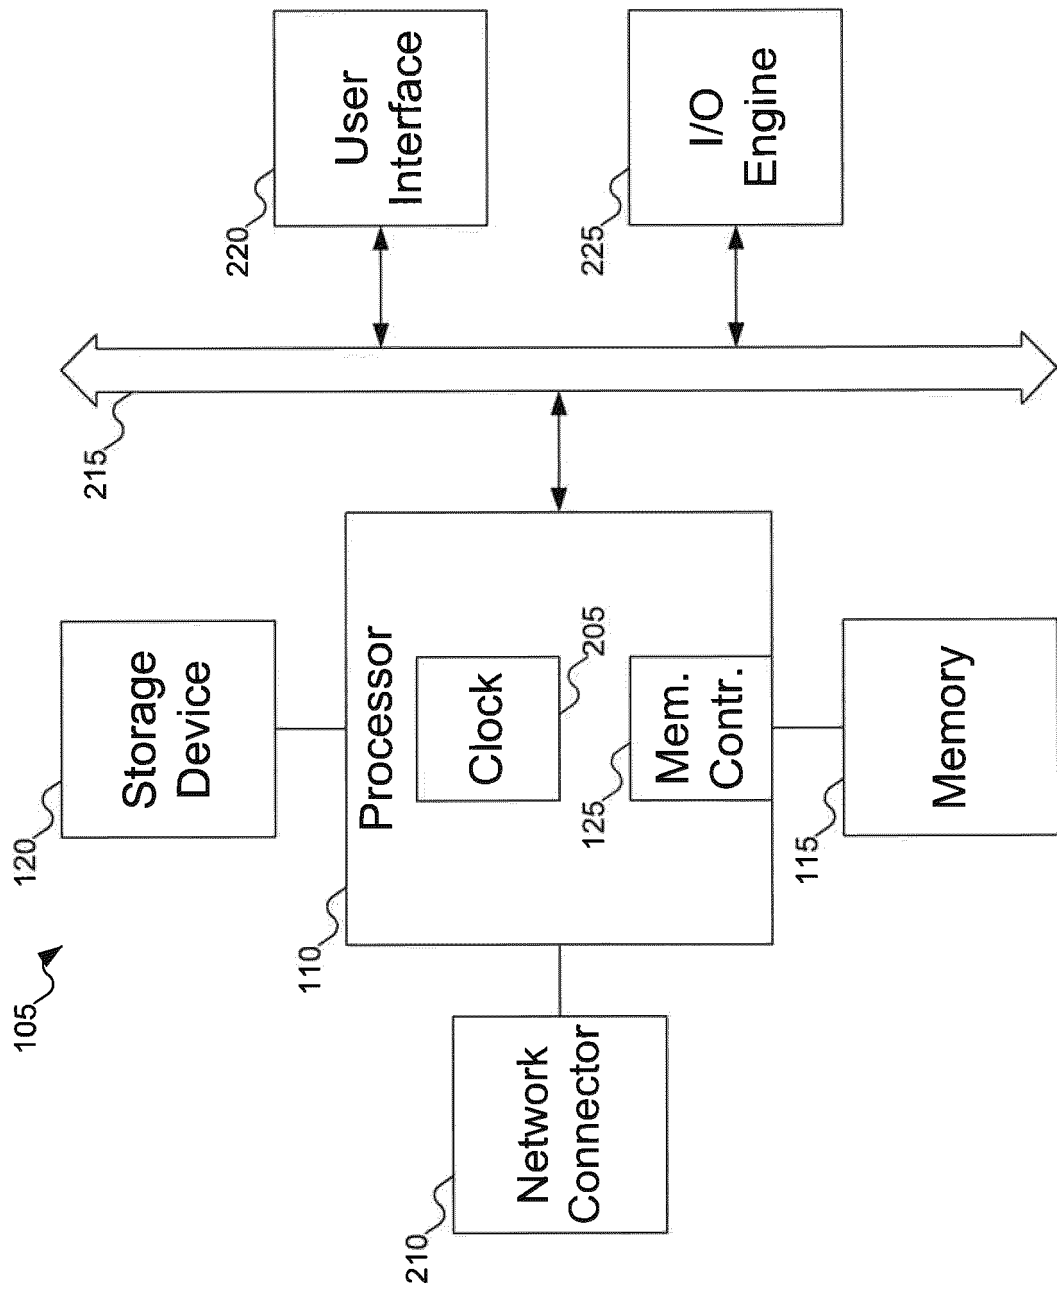 105
120
Storage
Device
110
Processor
Clock
205
125
Mem.
Contr.
115
Memory
210
Network
Connector
215
220
User
Interface
225
I/O
Engine